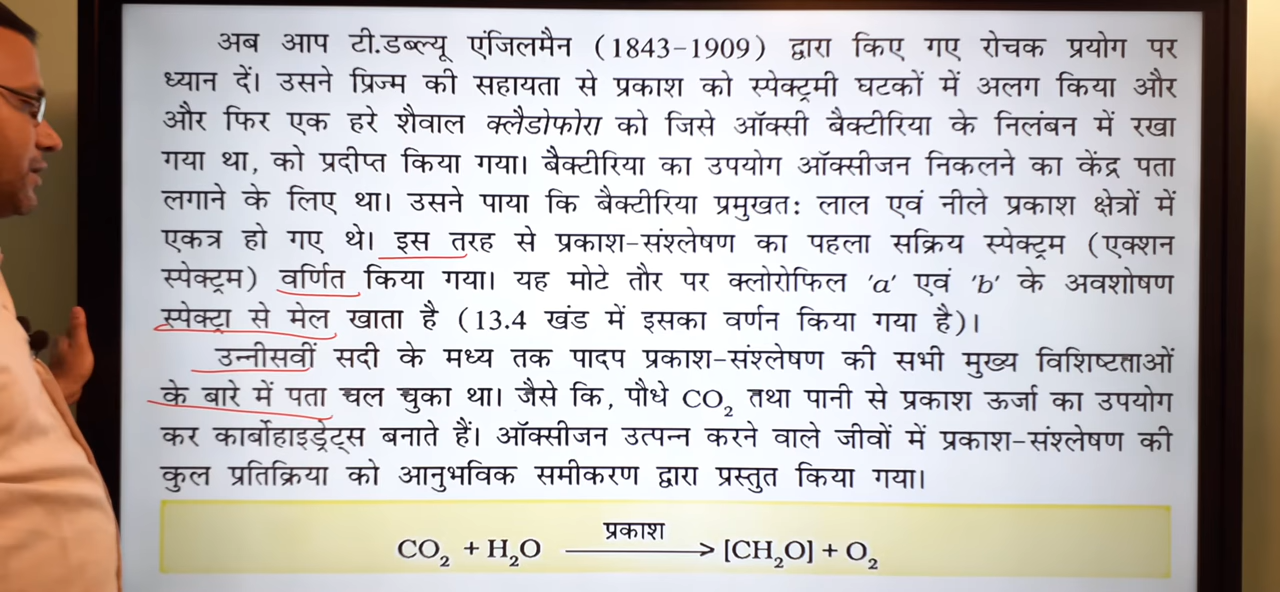 अब आप टी.डब्ल्यू एंजिलमैन (1843-1909) द्वारा किए गए रोचक प्रयोग पर
ध्यान दें। उसने प्रिज्म की सहायता से प्रकाश को स्पेक्ट्रमी घटकों में अलग किया और
और फिर एक हरे शैवाल क्लैडोफोरा को जिसे ऑक्सी बैक्टीरिया के निलंबन में रखा
गया था, को प्रदीप्त किया गया। बैक्टीरिया का उपयोग ऑक्सीजन निकलने का केंद्र पता
लगाने के लिए था। उसने पाया कि बैक्टीरिया प्रमुखतः लाल एवं नीले प्रकाश क्षेत्रों में
एकत्र हो गए थे। इस तरह से प्रकाश-संश्लेषण का पहला सक्रिय स्पेक्ट्रम (एक्शन
स्पेक्ट्रम) वर्णित किया गया। यह मोटे तौर पर क्लोरोफिल 'a' एवं 'b' के अवशोषण
स्पेक्ट्रा से मेल खाता है (13.4 खंड में इसका वर्णन किया गया है)।
उन्नीसवीं सदी के मध्य तक पादप प्रकाश-संश्लेषण की सभी मुख्य विशिष्टताओं
के बारे में पता चल चुका था। जैसे कि, पौधे CO₂ तथा पानी से प्रकाश ऊर्जा का उपयोग
कर कार्बोहाइड्रेट्स बनाते हैं। ऑक्सीजन उत्पन्न करने वाले जीवों में प्रकाश-संश्लेषण की
कुल प्रतिक्रिया को आनुभविक समीकरण द्वारा प्रस्तुत किया गया।
प्रकाश
CO₂ + H₂O ⟶ [CH₂O] + O₂